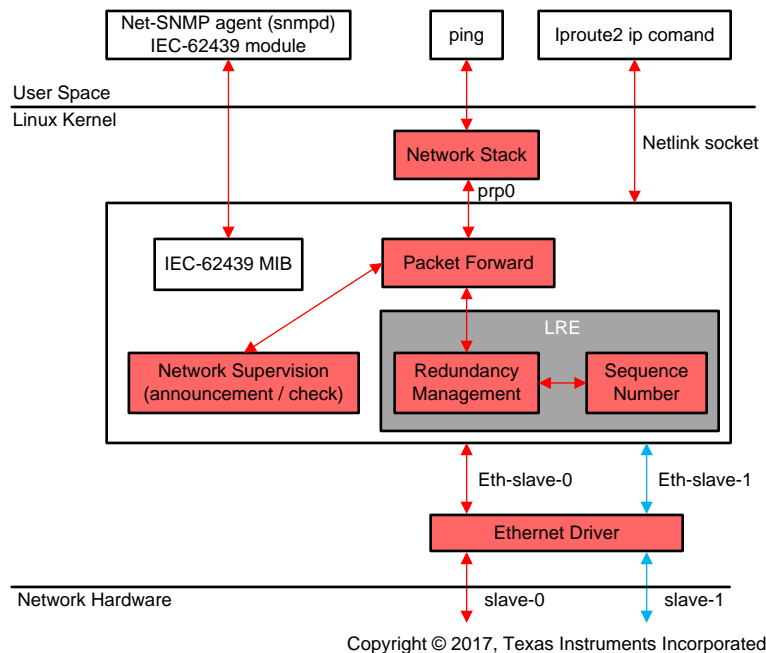 Net-SNMP agent (snmpd)
IEC-62439 module
ping
Iproute2 ip comand
User Space
Linux Kernel
Netlink socket
Network Stack
prp0
IEC-62439 MIB
Packet Forward
LRE
Network Supervision
(announcement / check)
Redundancy
Management
Sequence
Number
Eth-slave-0
Eth-slave-1
Ethernet Driver
Network Hardware
slave-0
slave-1
Copyright © 2017, Texas Instruments Incorporated